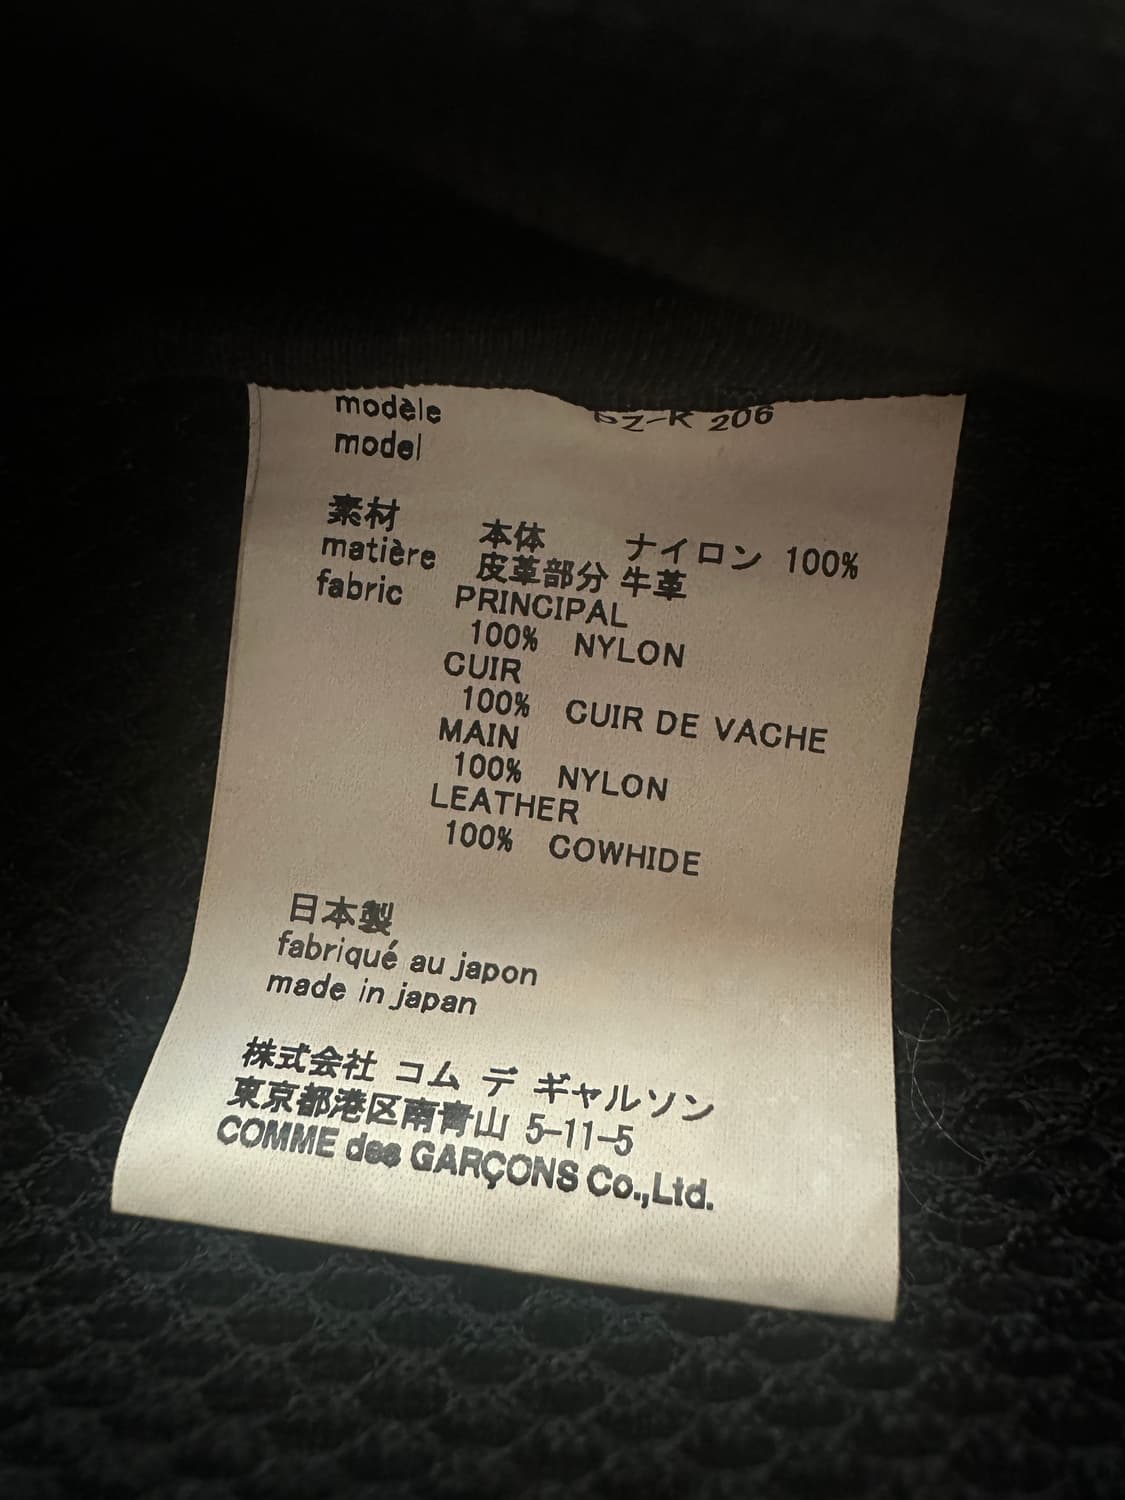 modèle
model
206
素材 本体 ナイロン 100%
matière 皮革部分 牛革
fabric PRINCIPAL
100% NYLON
CUIR
100% CUIR DE VACHE
MAIN
100% NYLON
LEATHER
100% COWHIDE
日本製
fabriqué au japon
made in japan
株式会社 コム デ ギャルソン
東京都港区南青山 5-11-5
COMME des GARÇONS Co.,Ltd.